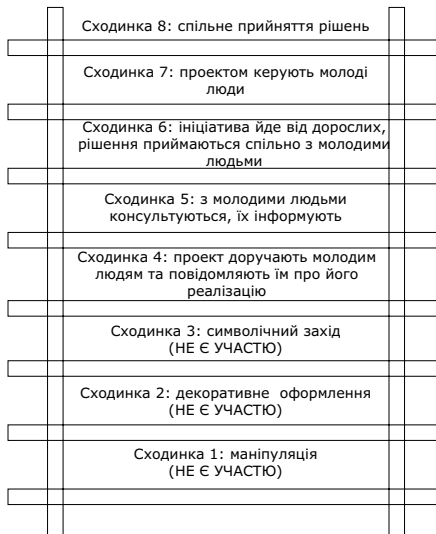 Сходинка 8: спільне прийняття рішень
Сходинка 7: проектом керують молоді
люди
Сходинка 6: ініціатива йде від дорослих,
рішення приймаються спільно з молодими
людьми
Сходинка 5: з молодими людьми
консультуються, їх інформують
Сходинка 4: проект доручають молодим
людям та повідомляють їм про його
реалізацію
Сходинка 3: символічний захід
(НЕ Є УЧАСТЮ)
Сходинка 2: декоративне оформлення
(НЕ Є УЧАСТЮ)
Сходинка 1: маніпуляція
(НЕ Є УЧАСТЮ)